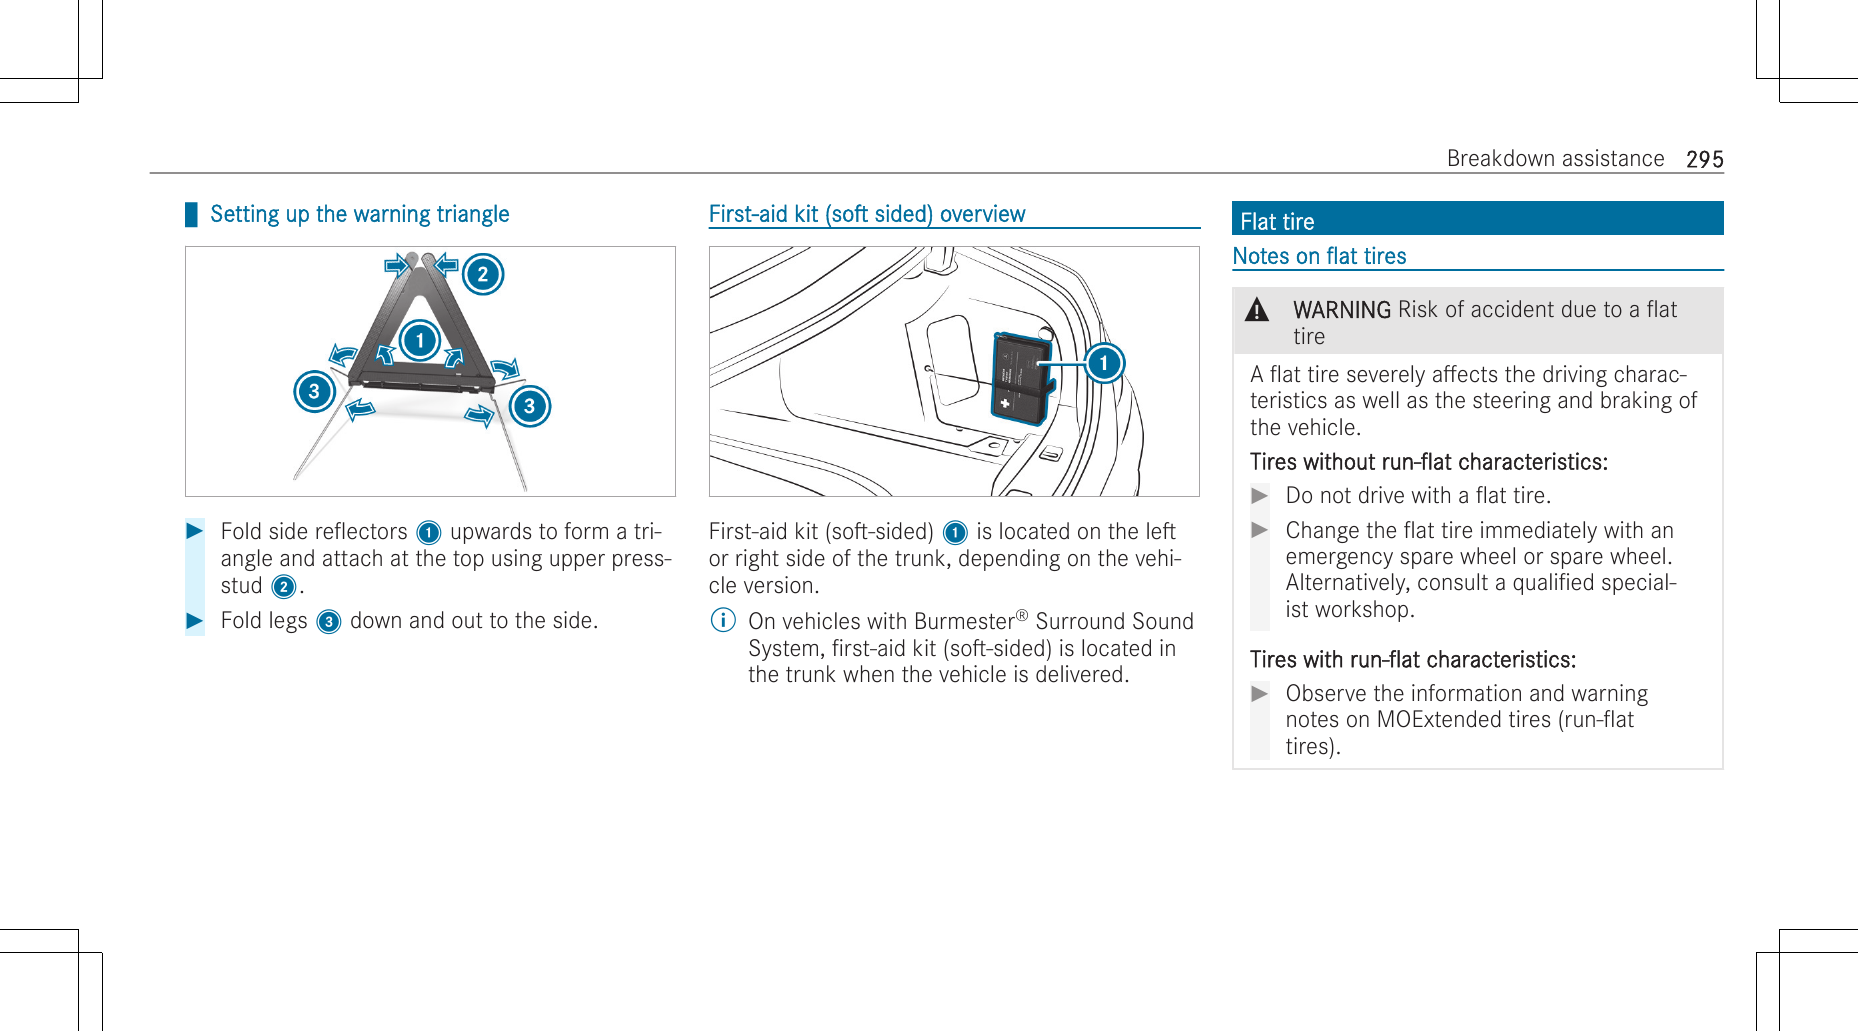 Breakdown assistance 295
Setting up the warning triangle
2
1
3
3
▶ Fold side reflectors 1 upwards to form a tri-
angle and attach at the top using upper press-
stud 2.
▶ Fold legs 3 down and out to the side.
First-aid kit (soft sided) overview
1
First-aid kit (soft-sided) 1 is located on the left
or right side of the trunk, depending on the vehi-
cle version.
i On vehicles with Burmester® Surround Sound
System, first-aid kit (soft-sided) is located in
the trunk when the vehicle is delivered.
Flat tire
Notes on flat tires
WARNING Risk of accident due to a flat
tire
A flat tire severely affects the driving charac-
teristics as well as the steering and braking of
the vehicle.
Tires without run-flat characteristics:
▶ Do not drive with a flat tire.
▶ Change the flat tire immediately with an
emergency spare wheel or spare wheel.
Alternatively, consult a qualified special-
ist workshop.
Tires with run-flat characteristics:
▶ Observe the information and warning
notes on MOExtended tires (run-flat
tires).